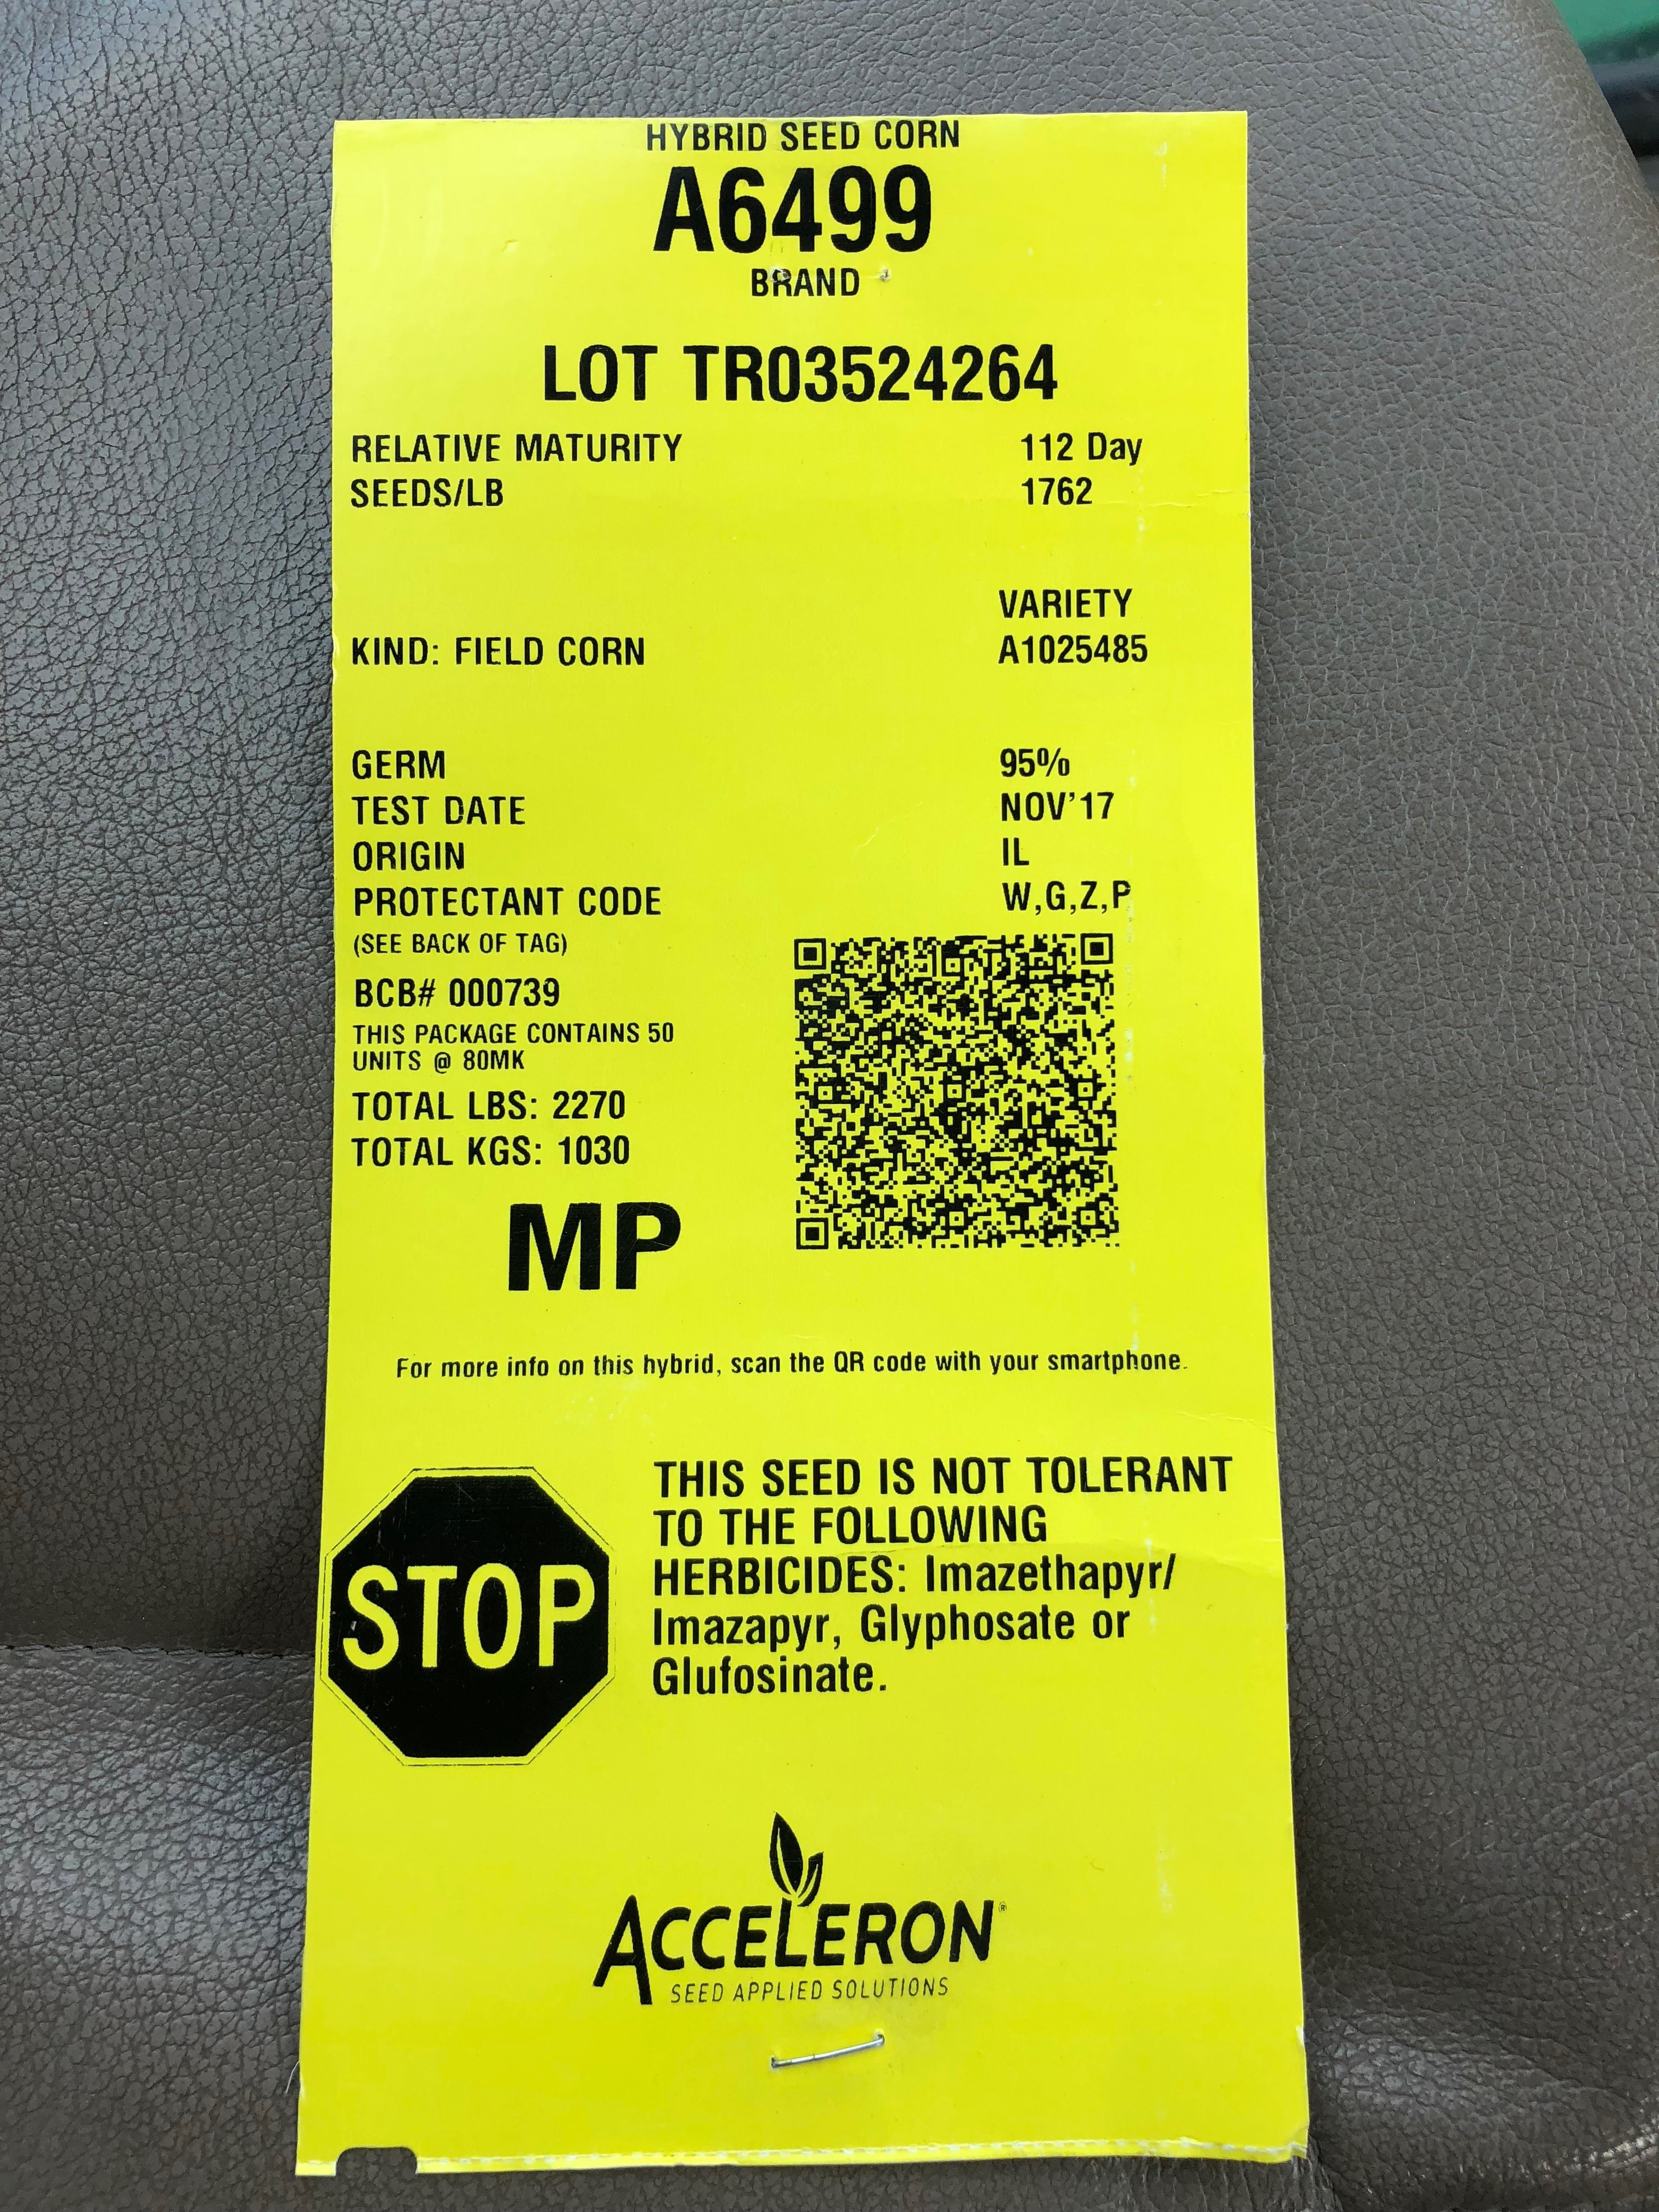 HYBRID SEED CORN
A6499
BRAND
LOT TR03524264
RELATIVE MATURITY 112 Day
SEEDS/LB 1762
VARIETY
KIND: FIELD CORN A1025485
GERM 95%
TEST DATE NOV'17
ORIGIN IL
PROTECTANT CODE W,G,Z,P
(SEE BACK OF TAG)
BCB# 000739
THIS PACKAGE CONTAINS 50
UNITS @ 80MK
TOTAL LBS: 2270
TOTAL KGS: 1030
MP
For more info on this hybrid, scan the QR code with your smartphone.
THIS SEED IS NOT TOLERANT
TO THE FOLLOWING
HERBICIDES: Imazethapyr/
Imazapyr, Glyphosate or
Glufosinate.
STOP
ACCELERON®
SEED APPLIED SOLUTIONS